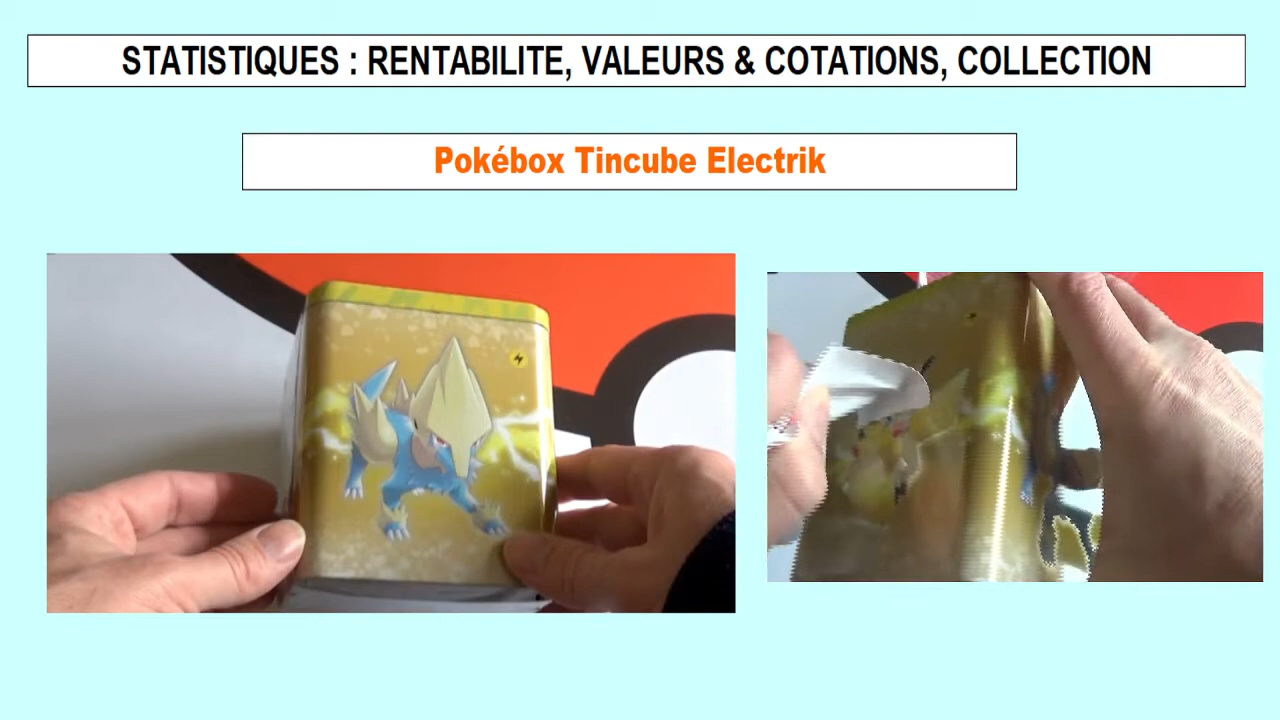 STATISTIQUES : RENTABILITE, VALEURS & COTATIONS, COLLECTION
Pokébox Tincube Electrik